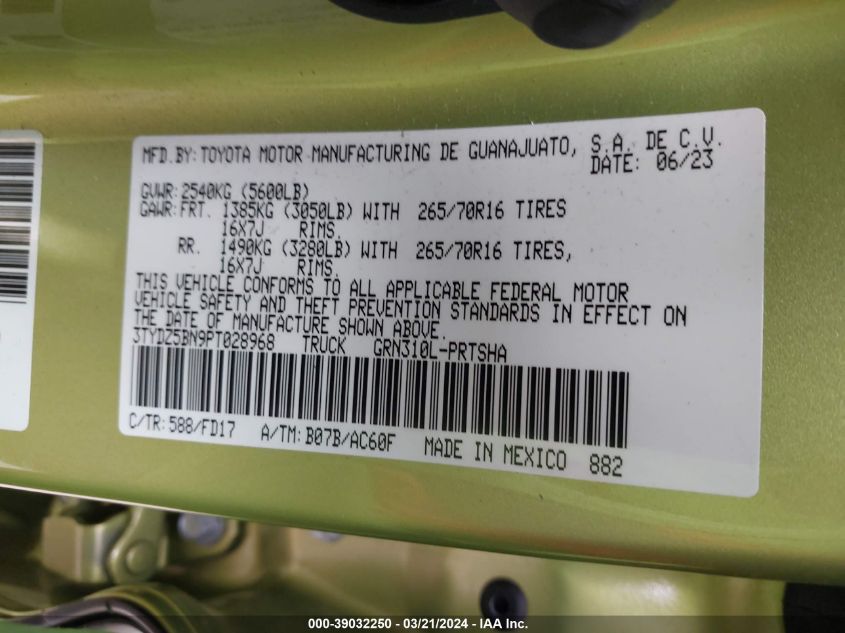 MFD.BY:TOYOTA MOTOR MANUFACTURING DE GUANAJUATO, S.A. DE C.V.
DATE: 06/23
GVWR:2540KG (5600LB)
GAWR:FRT. 1385KG (3050LB) WITH 265/70R16 TIRES
16X7J RIMS,
RR. 1490KG (3280LB) WITH 265/70R16 TIRES,
16X7J RIMS,
THIS VEHICLE CONFORMS TO ALL APPLICABLE FEDERAL MOTOR
VEHICLE SAFETY AND THEFT PREVENTION STANDARDS IN EFFECT ON
THE DATE OF MANUFACTURE SHOWN ABOVE.
3TYDZ5BN9PT028968 TRUCK GRN310L-PRTSHA
C/TR:588/FD17 A/TM:B07B/AC60F MADE IN MEXICO 882
000-39032250 - 03/21/2024 - IAA Inc.